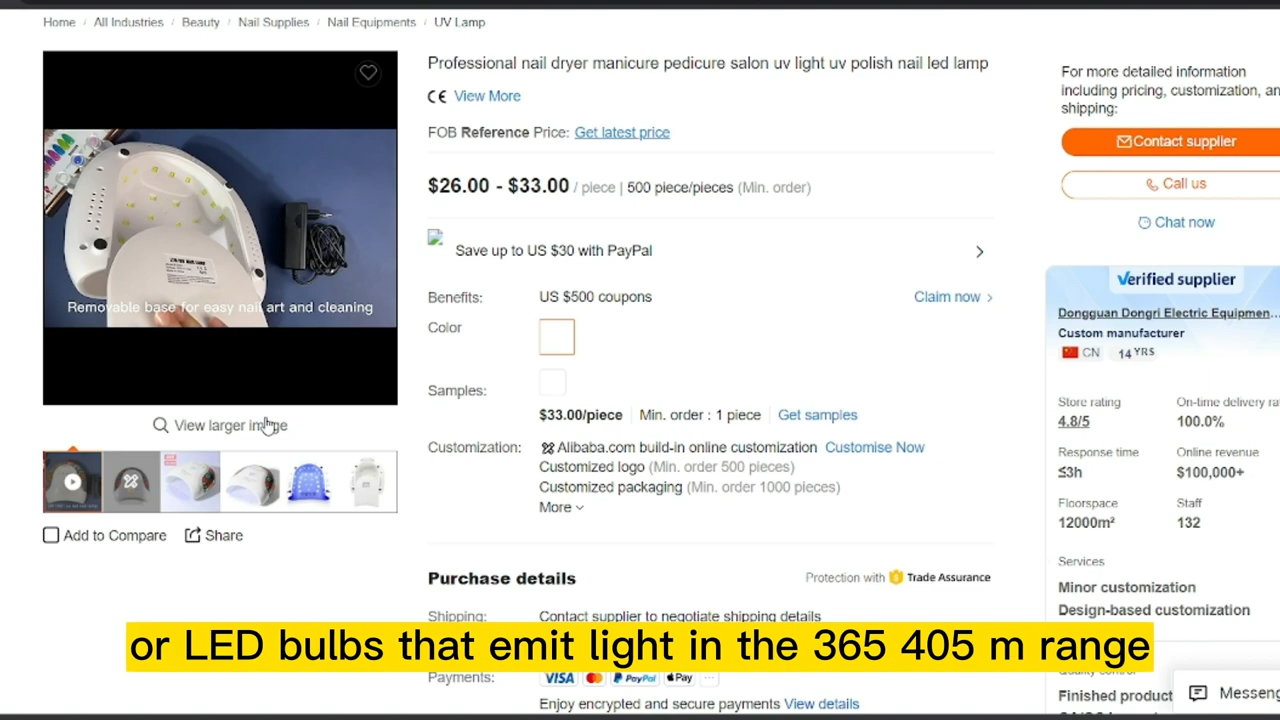 Home / All Industries / Beauty / Nail Supplies / Nail Equipments / UV Lamp
Removable base for easy nail art and cleaning
View larger image
Add to Compare Share
Professional nail dryer manicure pedicure salon uv light uv polish nail led lamp
CE View More
FOB Reference Price: Get latest price
$26.00 - $33.00 / piece | 500 piece/pieces (Min. order)
Save up to US $30 with PayPal
Benefits: US $500 coupons Claim now
Color
Samples:
$33.00/piece Min. order : 1 piece Get samples
Customization: Alibaba.com build-in online customization Customise Now
Customized logo (Min. order 500 pieces)
Customized packaging (Min. order 1000 pieces)
More
Purchase details Protection with Trade Assurance
Shipping: Contact supplier to negotiate shipping details
or LED bulbs that emit light in the 365 405 m range
Payments: VISA PayPal Pay ...
Enjoy encrypted and secure payments View details
For more detailed information
including pricing, customization, an
shipping:
Contact supplier
Call us
Chat now
Verified supplier
Dongguan Dongri Electric Equipmen...
Custom manufacturer
CN 14 YRS
Store rating On-time delivery ra
4.8/5 100.0%
Response time Online revenue
≤3h $100,000+
Floorspace Staff
12000m² 132
Services
Minor customization
Design-based customization
Finished product
Messeng